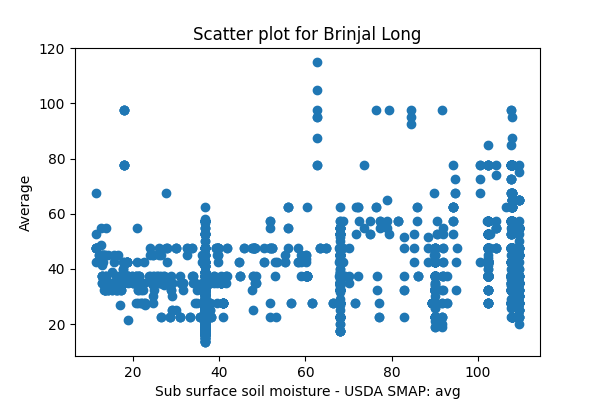 Scatter plot for Brinjal Long
120
100
80
60
40
20
Average
20 40 60 80 100
Sub surface soil moisture - USDA SMAP: avg